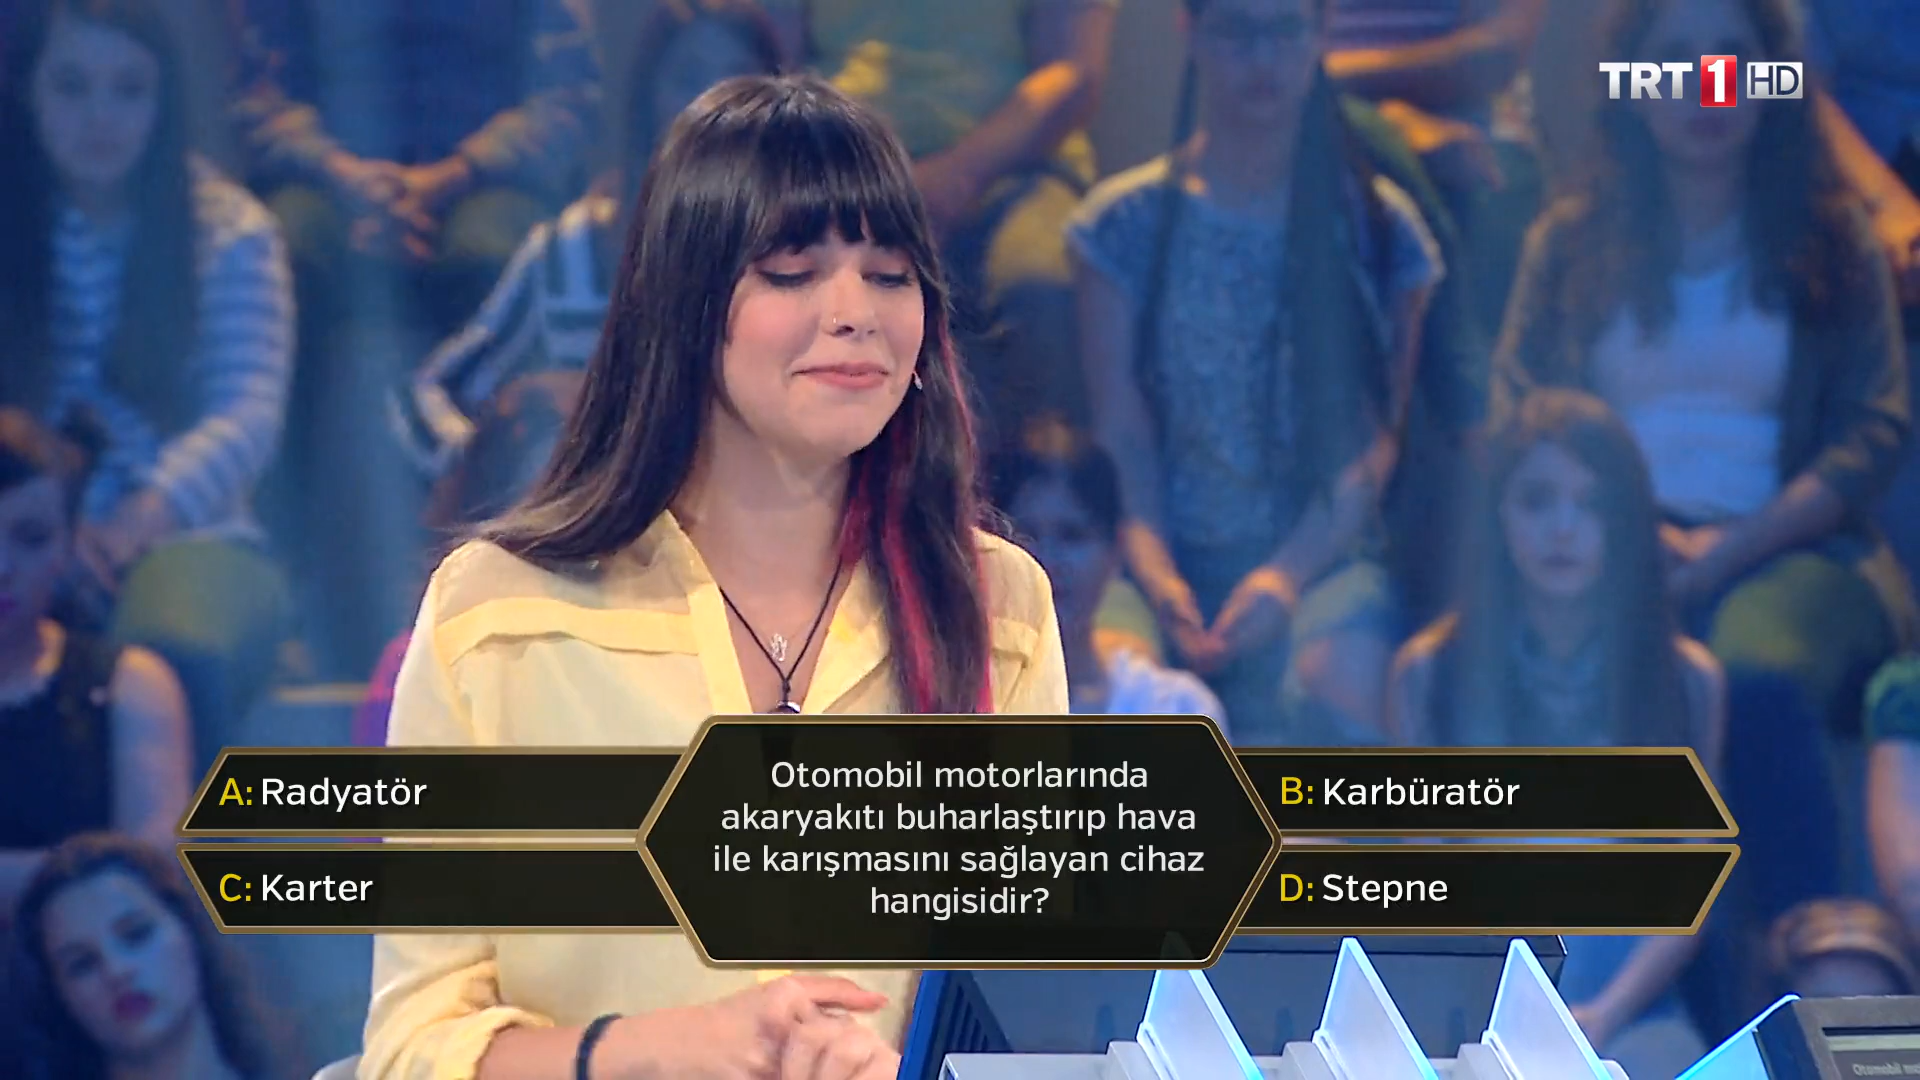 TRT 1 HD
Otomobil motorlarında
akaryakıtı buharlaştırıp hava
ile karışmasını sağlayan cihaz
hangisidir?
A: Radyatör
B: Karbüratör
C: Karter
D: Stepne